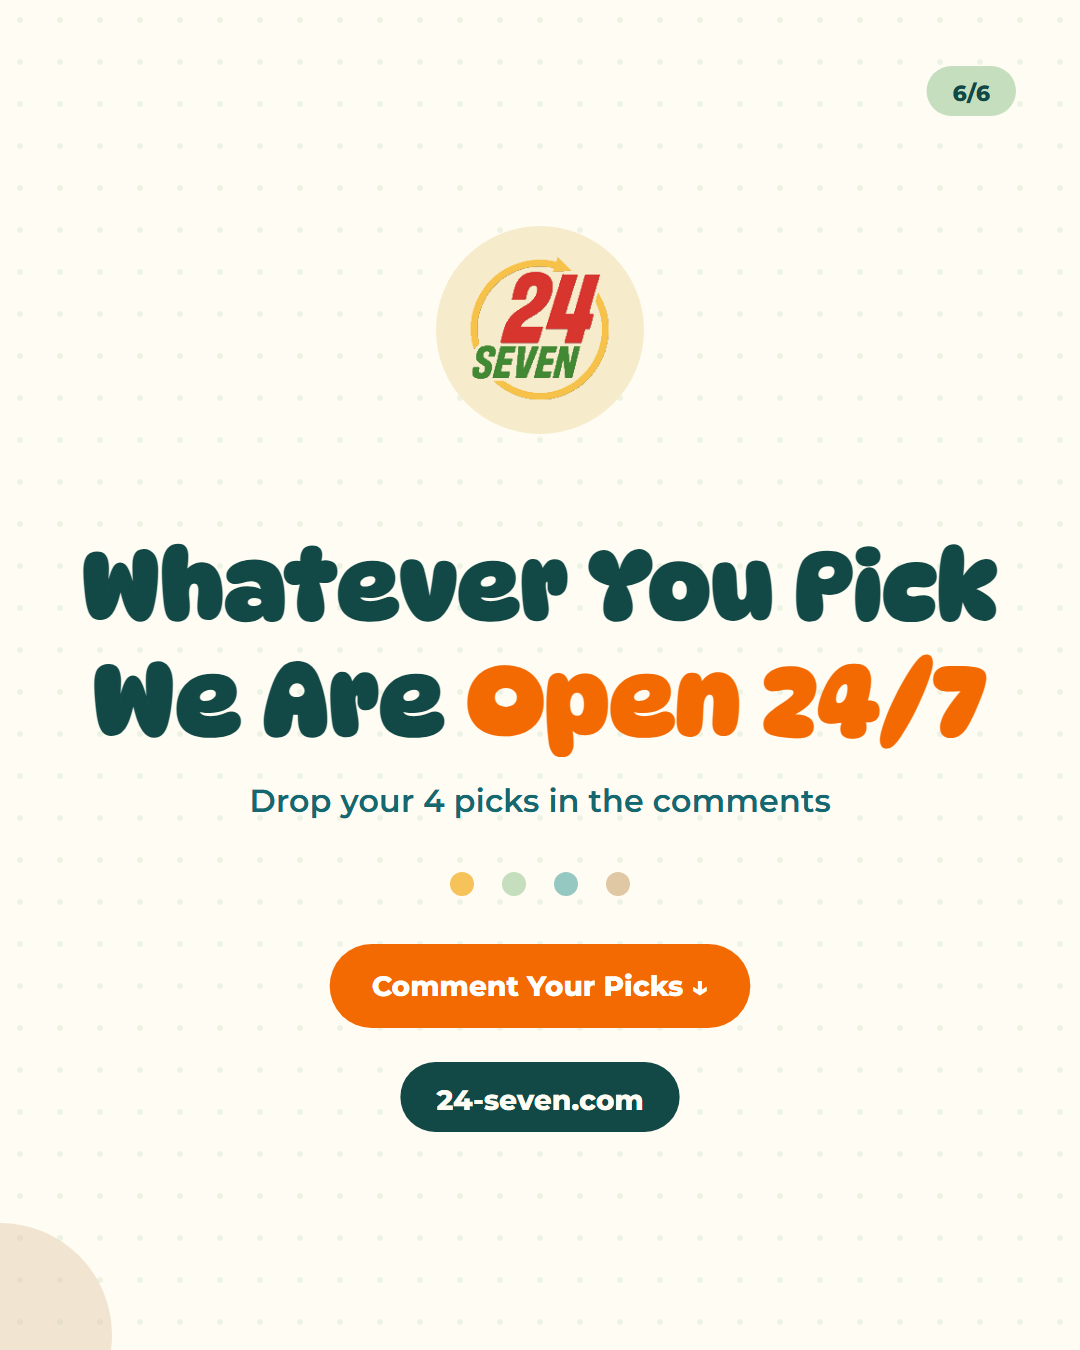 6/6
24
SEVEN
Whatever You Pick
We Are Open 24/7
Drop your 4 picks in the comments
Comment Your Picks ↓
24-seven.com